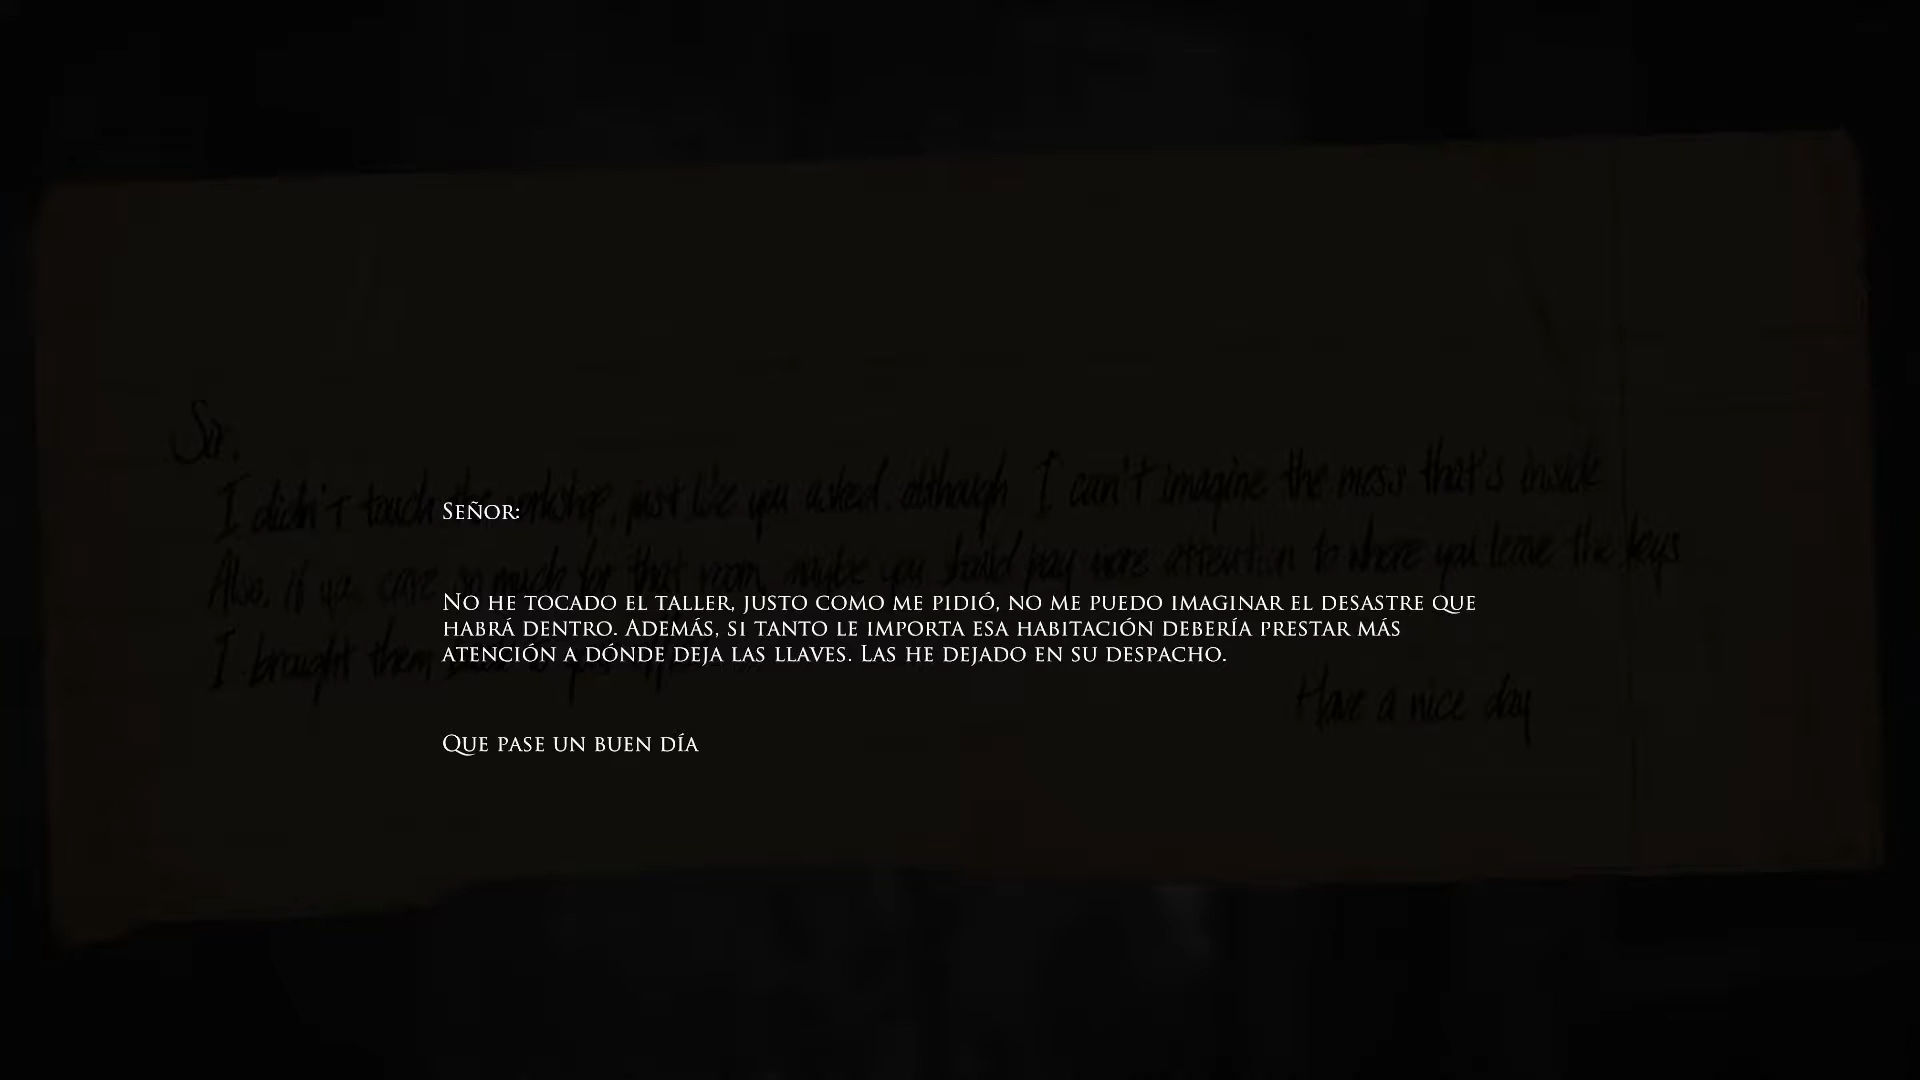 Sir.
I didn't touch the workshop, just like you asked, although I can't imagine the mess that's inside.
Also, if you care so much for that room, maybe you should pay more attention to where you leave the keys
I brought them
Have a nice day
Señor:
No he tocado el taller, justo como me pidió, no me puedo imaginar el desastre que
habrá dentro. Además, si tanto le importa esa habitación debería prestar más
atención a dónde deja las llaves. Las he dejado en su despacho.
Que pase un buen día